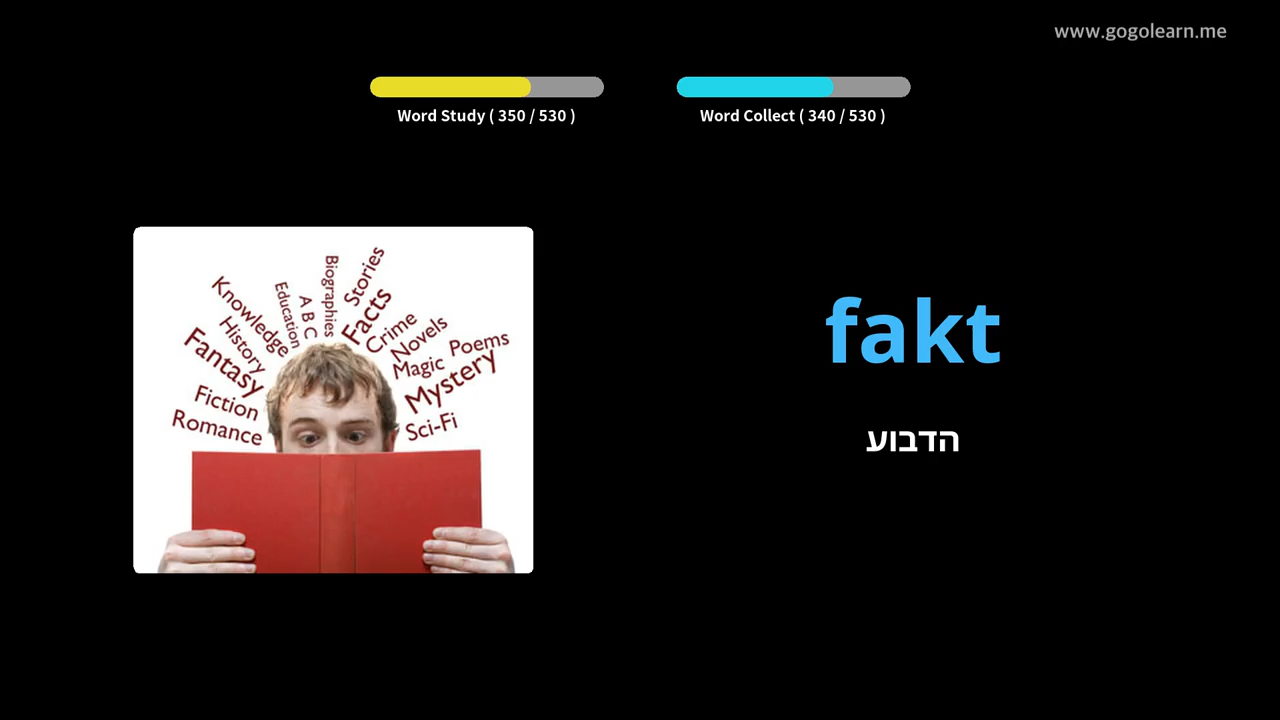 www.gogolearn.me
Word Study ( 350 / 530 )
Word Collect ( 340 / 530 )
Knowledge
History
Education
A B C
Biographies
Stories
Facts
Crime
Novels
Magic
Poems
Mystery
Sci-Fi
Fantasy
Fiction
Romance
fakt
הדבוע